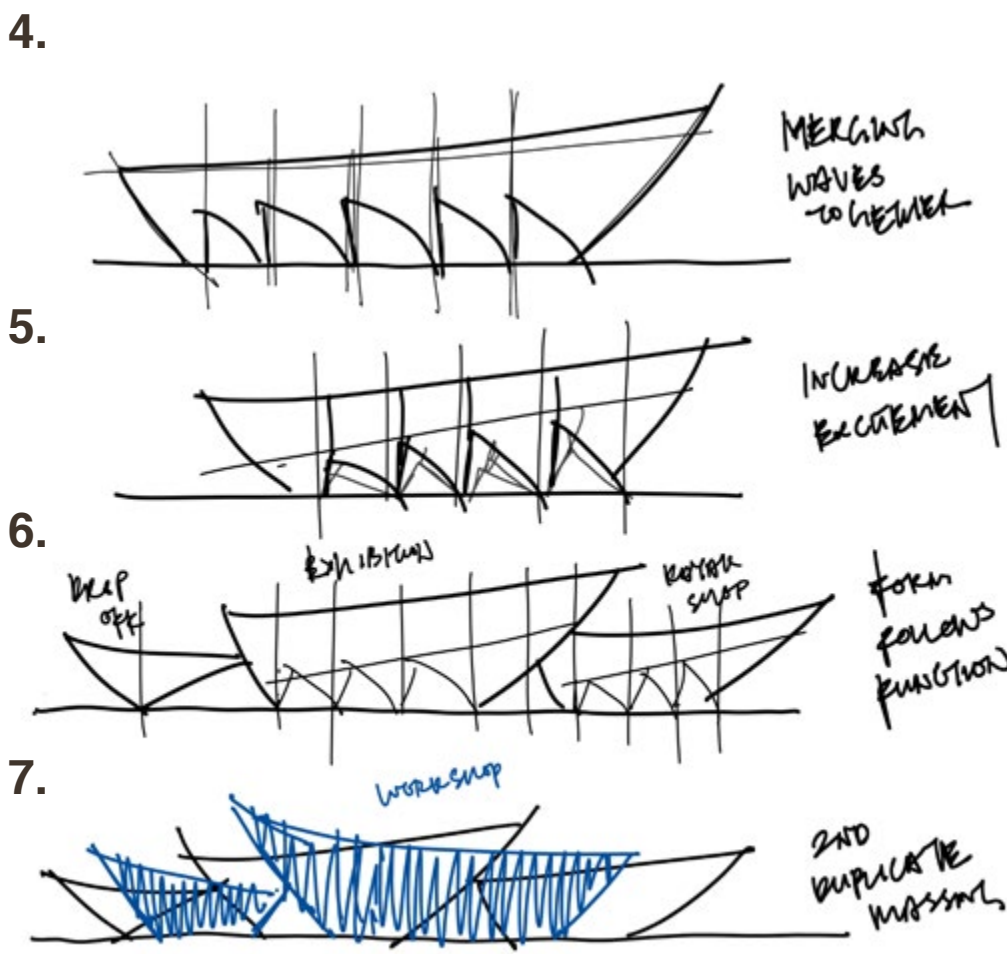 4.
MERGING
WAVES
TOGETHER
5.
INCREASE
EXCITEMENT
6.
DROP
OFF
EXHIBITION
KAYAK
SHOP
FORM
FOLLOWS
FUNCTION
7.
WORKSHOP
2ND
DUPLICATE
MASSING